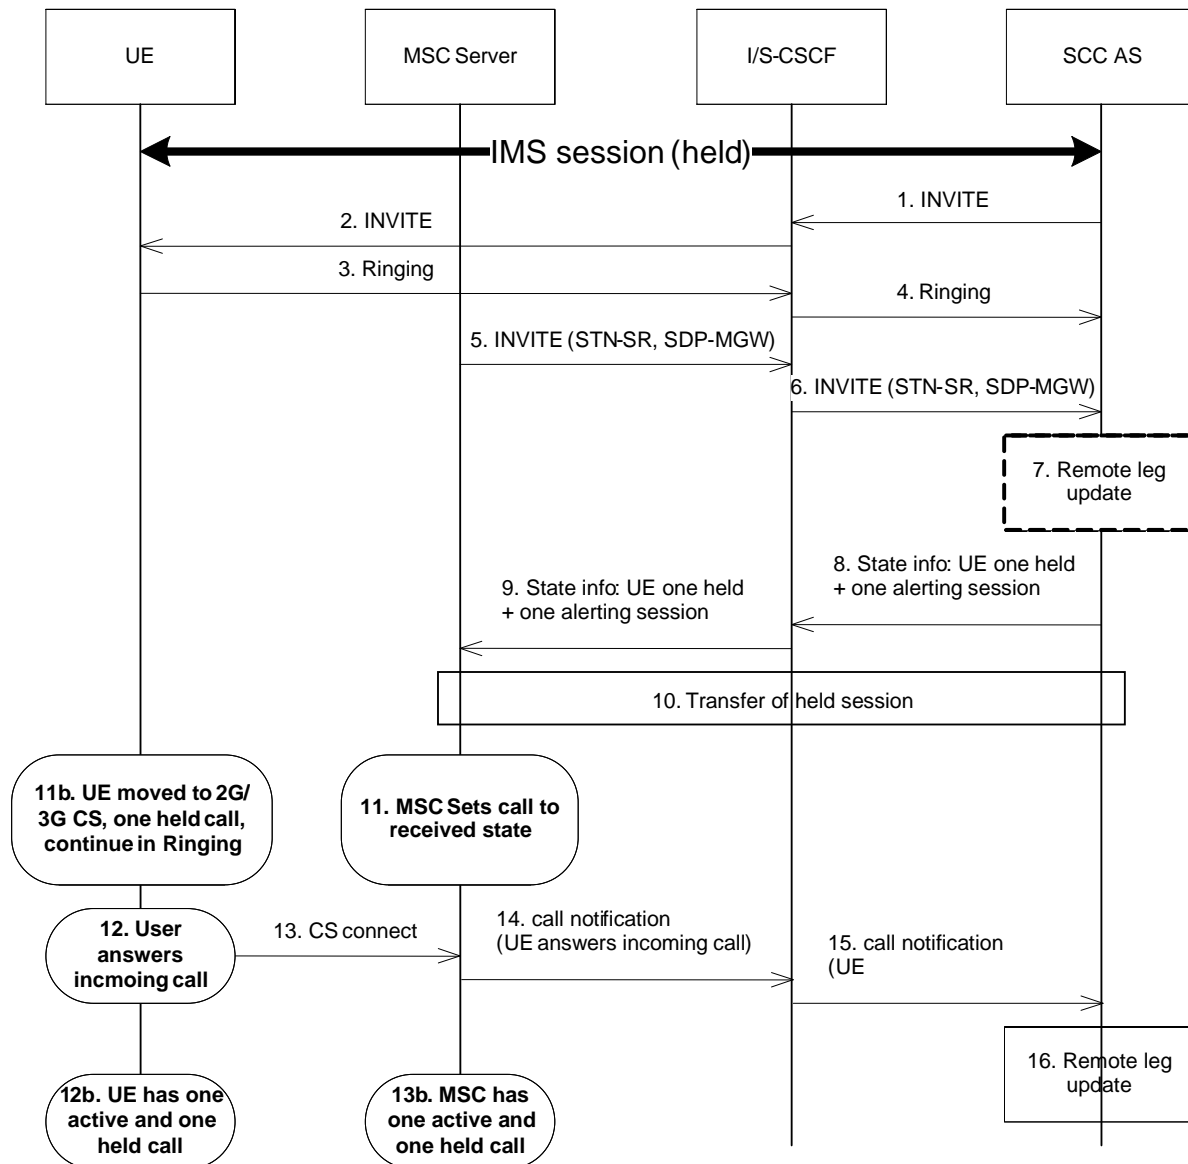 UE
MSC Server
I/S-CSCF
SCC AS
IMS session (held)
1. INVITE
2. INVITE
3. Ringing
4. Ringing
5. INVITE (STN-SR, SDP-MGW)
6. INVITE (STN-SR, SDP-MGW)
7. Remote leg
update
8. State info: UE one held
+ one alerting session
9. State info: UE one held
+ one alerting session
10. Transfer of held session
11b. UE moved to 2G/
3G CS, one held call,
continue in Ringing
11. MSC Sets call to
received state
12. User
answers
incmoing call
13. CS connect
14. call notification
(UE answers incoming call)
15. call notification
(UE
16. Remote leg
update
12b. UE has one
active and one
held call
13b. MSC has
one active and
one held call